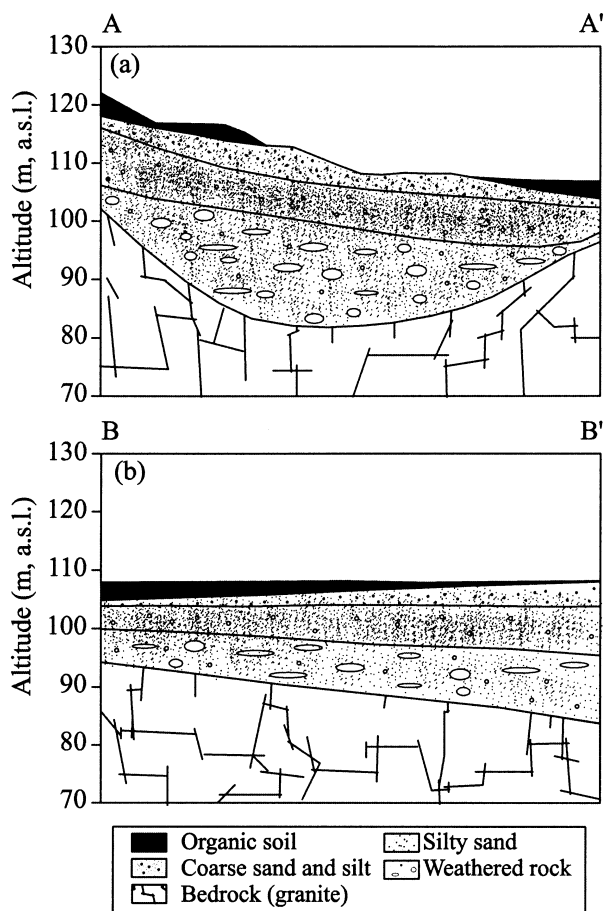 A A'
(a)
130
120
110
100
90
80
70
Altitude (m, a.s.l.)
B B'
(b)
130
120
110
100
90
80
70
Altitude (m, a.s.l.)
Organic soil Silty sand
Coarse sand and silt Weathered rock
Bedrock (granite)